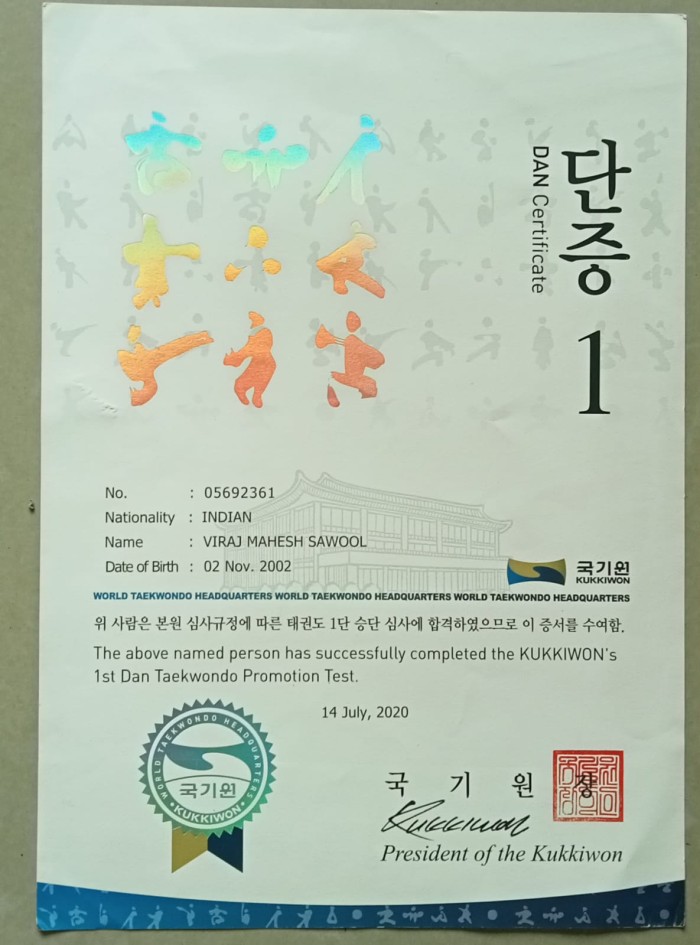 단증
DAN Certificate
1
No. : 05692361
Nationality : INDIAN
Name : VIRAJ MAHESH SAWOOL
Date of Birth : 02 Nov. 2002
국기원
KUKKIWON
WORLD TAEKWONDO HEADQUARTERS WORLD TAEKWONDO HEADQUARTERS WORLD TAEKWONDO HEADQUARTERS
위 사람은 본원 심사규정에 따른 태권도 1단 승단 심사에 합격하였으므로 이 증서를 수여함.
The above named person has successfully completed the KUKKIWON's
1st Dan Taekwondo Promotion Test.
14 July, 2020
WORLD TAEKWONDO HEADQUARTERS
국기원
KUKKIWON
국 기 원 장
Kukkiwon
President of the Kukkiwon